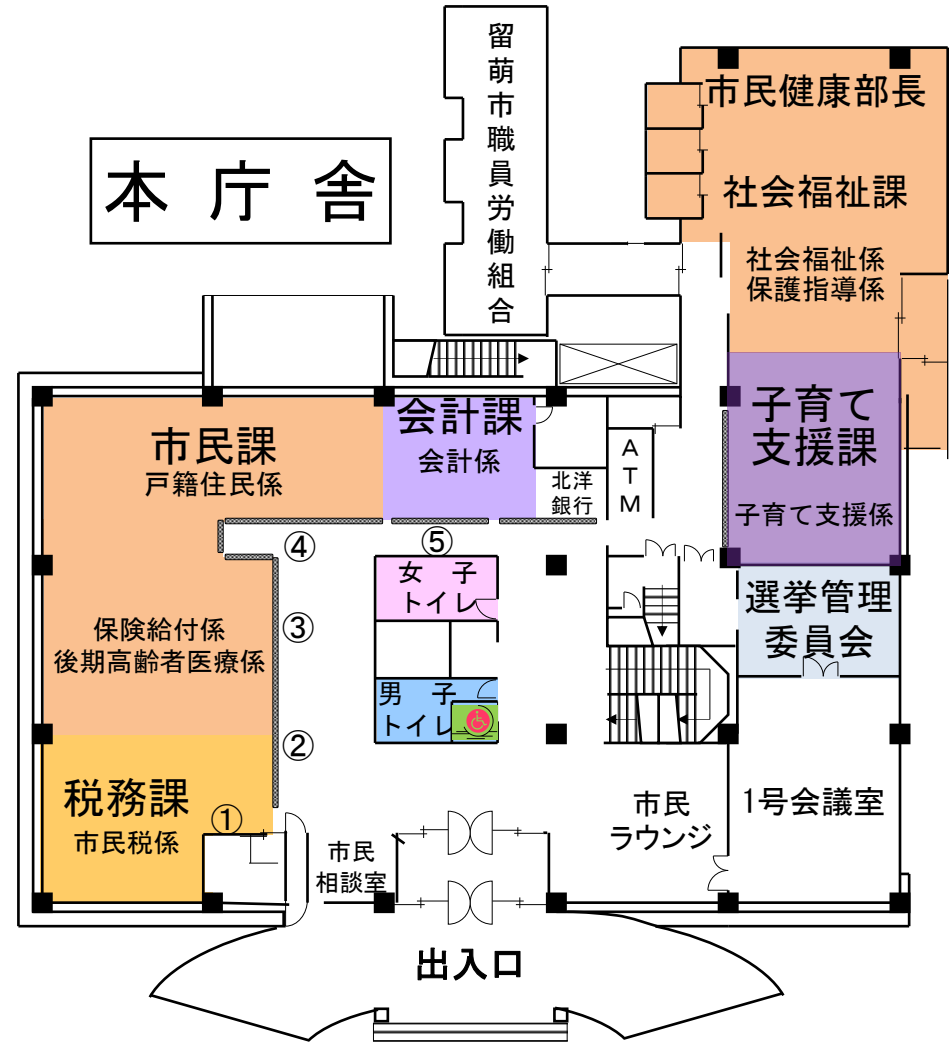 本庁舎
留萌市職員労働組合
市民健康部長
社会福祉課
社会福祉係
保護指導係
子育て
支援課
子育て支援係
会計課
会計係
市民課
戸籍住民係
北洋
銀行
ATM
④
⑤
女子
トイレ
選挙管理
委員会
③
保険給付係
後期高齢者医療係
男子
トイレ
②
税務課
市民税係
①
市民
ラウンジ
1号会議室
市民
相談室
出入口